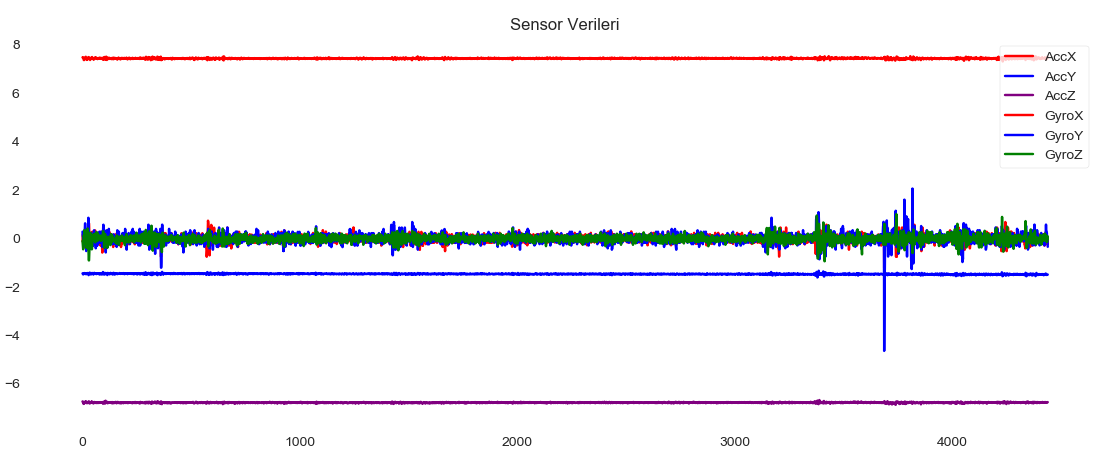 Sensor Verileri
8
6
4
2
0
−2
−4
−6
0 1000 2000 3000 4000
AccX
AccY
AccZ
GyroX
GyroY
GyroZ